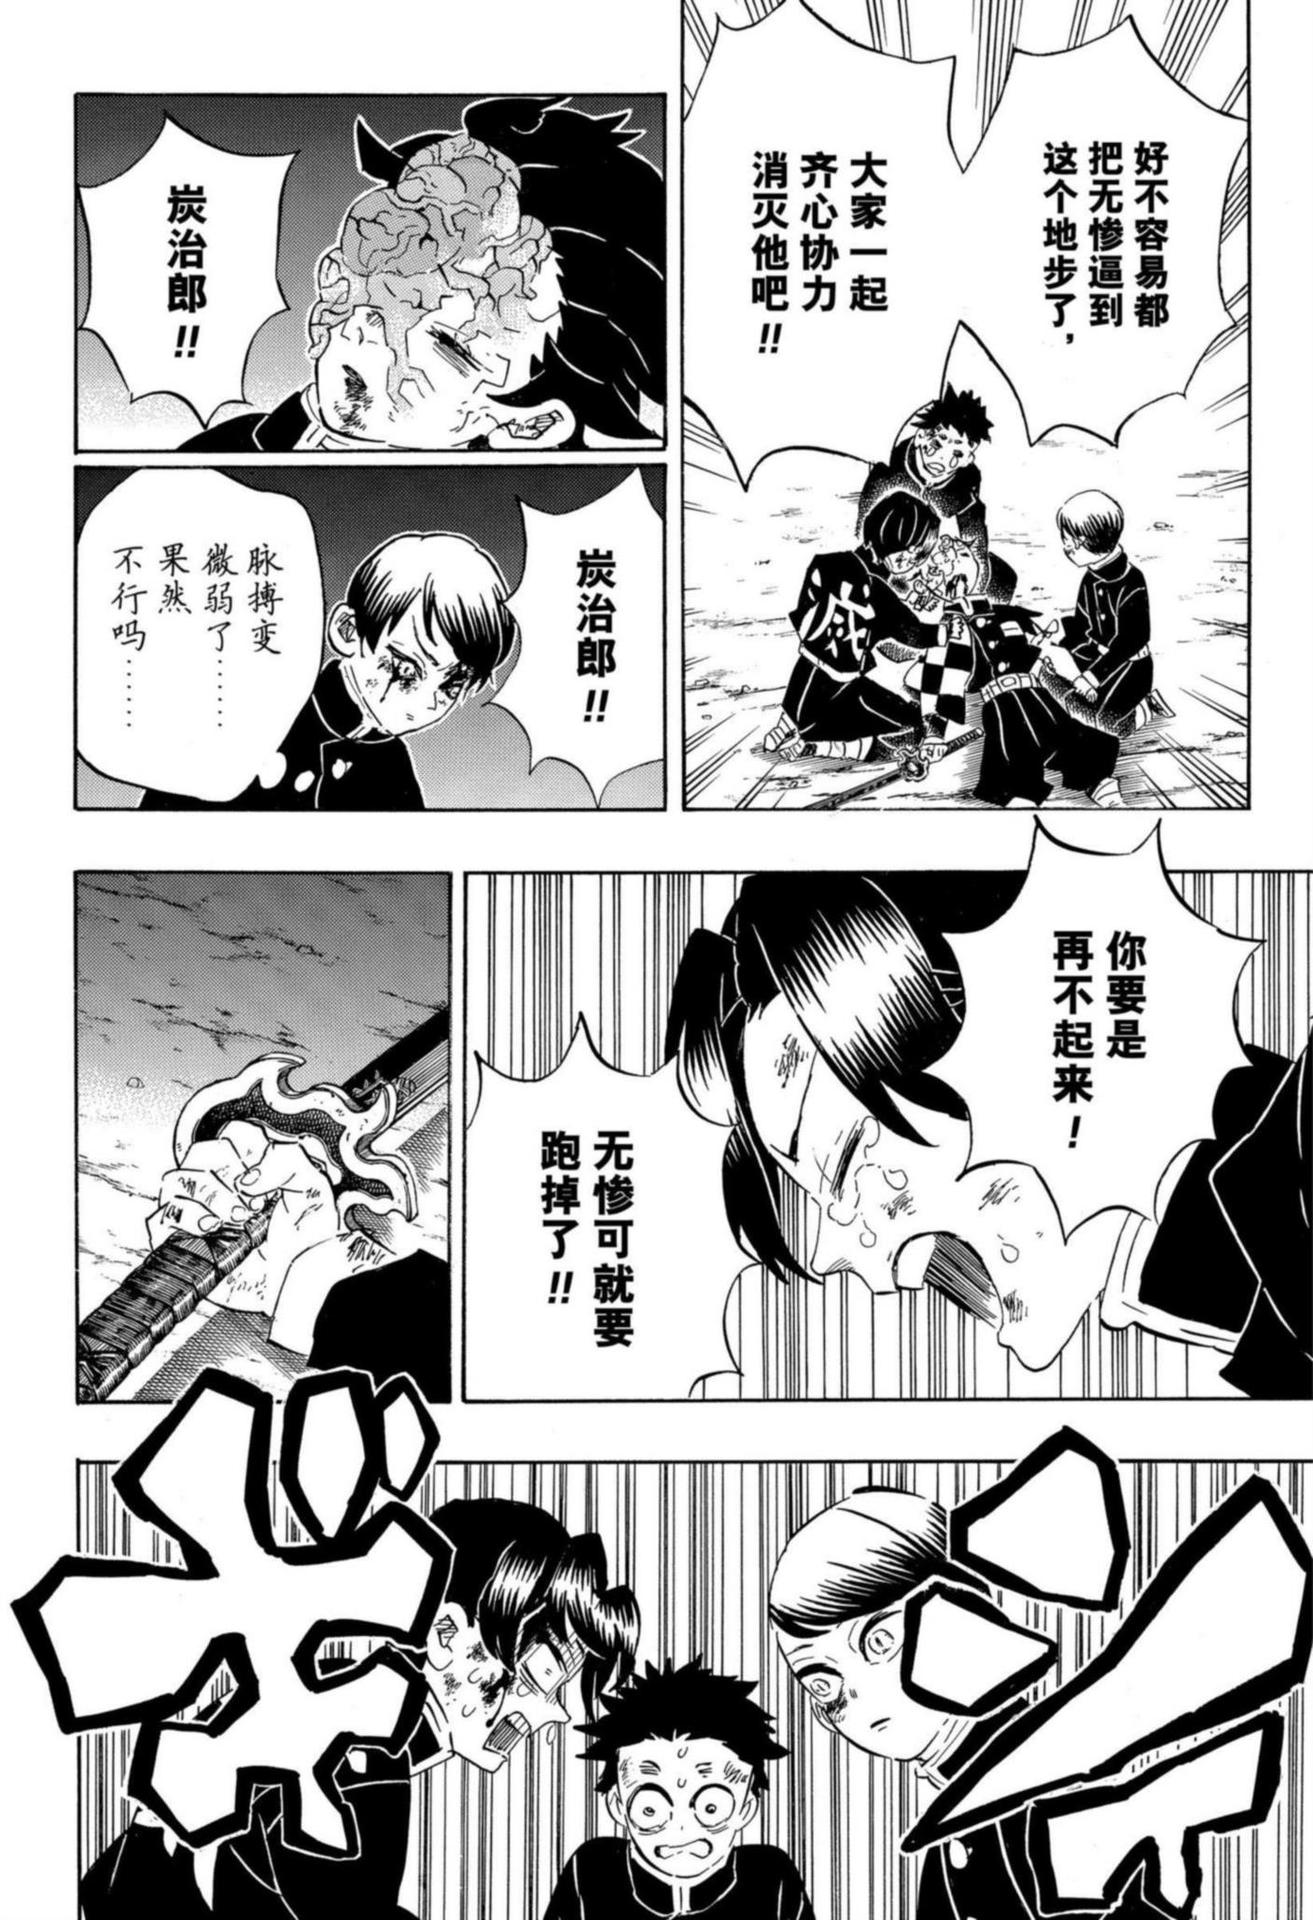 好不容易都
把无惨逼到
这个地步了，
大家一起
齐心协力
消灭他吧!!
滅
炭治郎!!
炭治郎!!
脉搏变
微弱了……
果然
不行吗……
你要是
再不起来！
无惨可就要
跑掉了!!